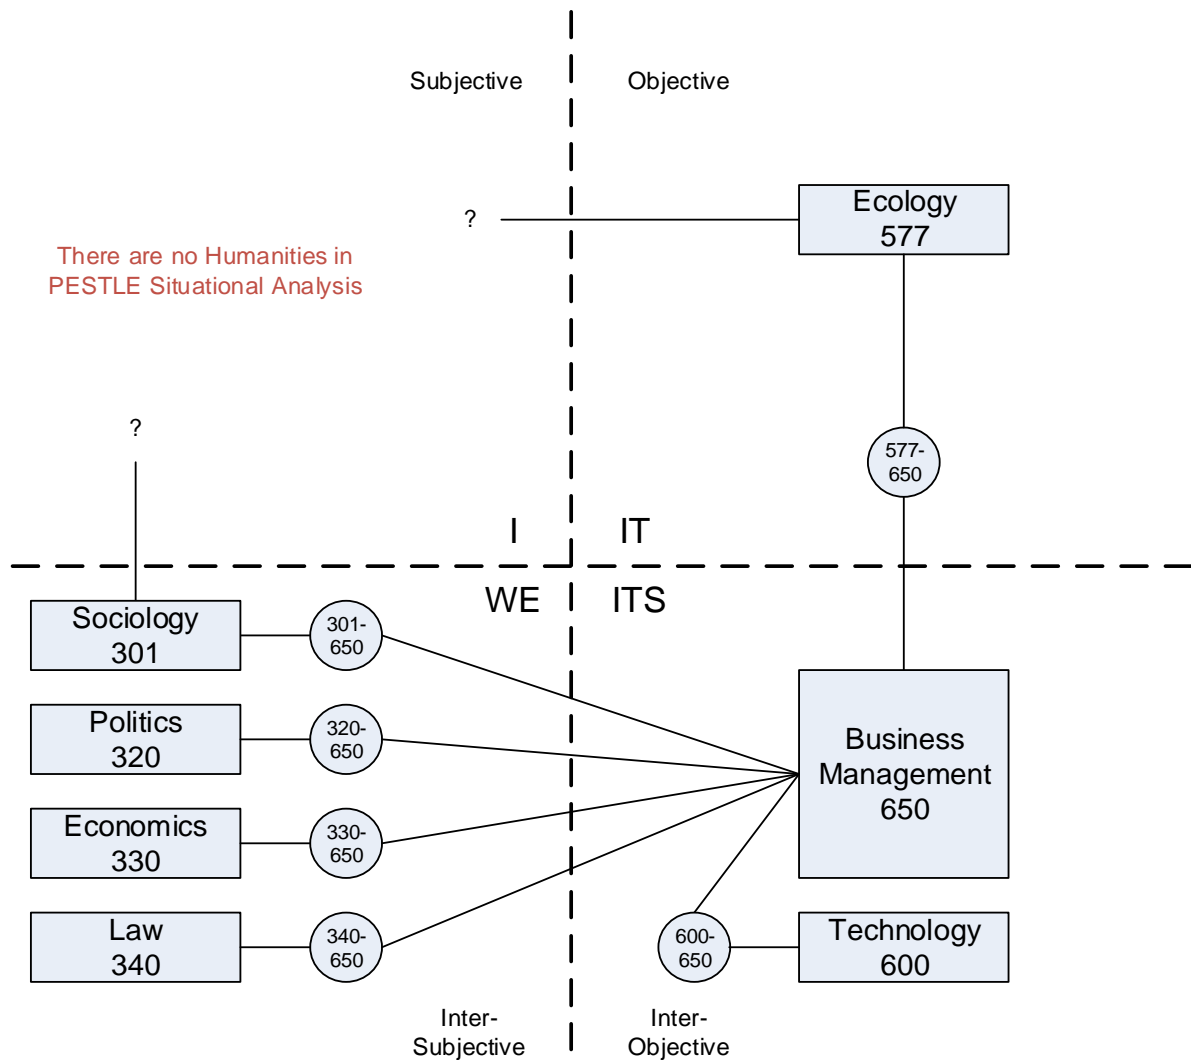 Subjective
Objective
Ecology
577
?
There are no Humanities in
PESTLE Situational Analysis
?
577-
650
I
IT
WE
ITS
Sociology
301
301-
650
Politics
320
320-
650
Business
Management
650
Economics
330
330-
650
Law
340
340-
650
600-
650
Technology
600
Inter-
Subjective
Inter-
Objective